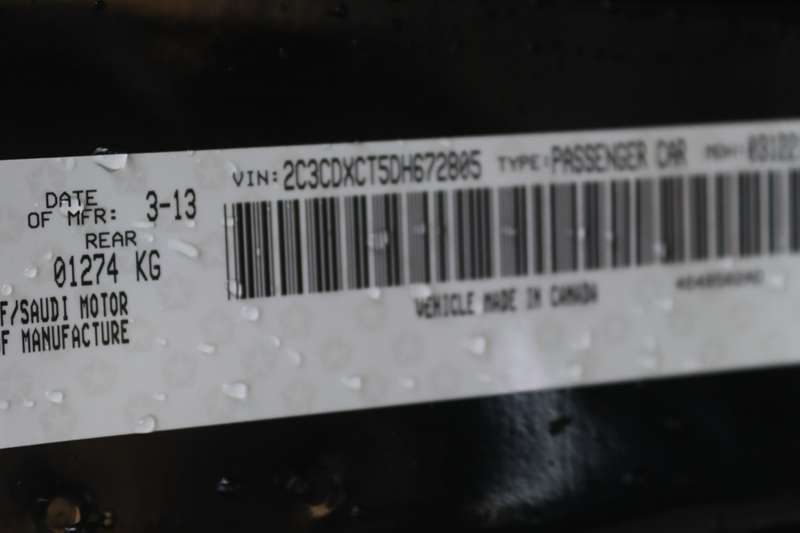 DATE
OF MFR: 3-13
REAR
01274 KG
F/SAUDI MOTOR
F MANUFACTURE
VIN: 2C3CDXCT5DH672805 TYPE: PASSENGER CAR 03122
VEHICLE MADE IN CANADA